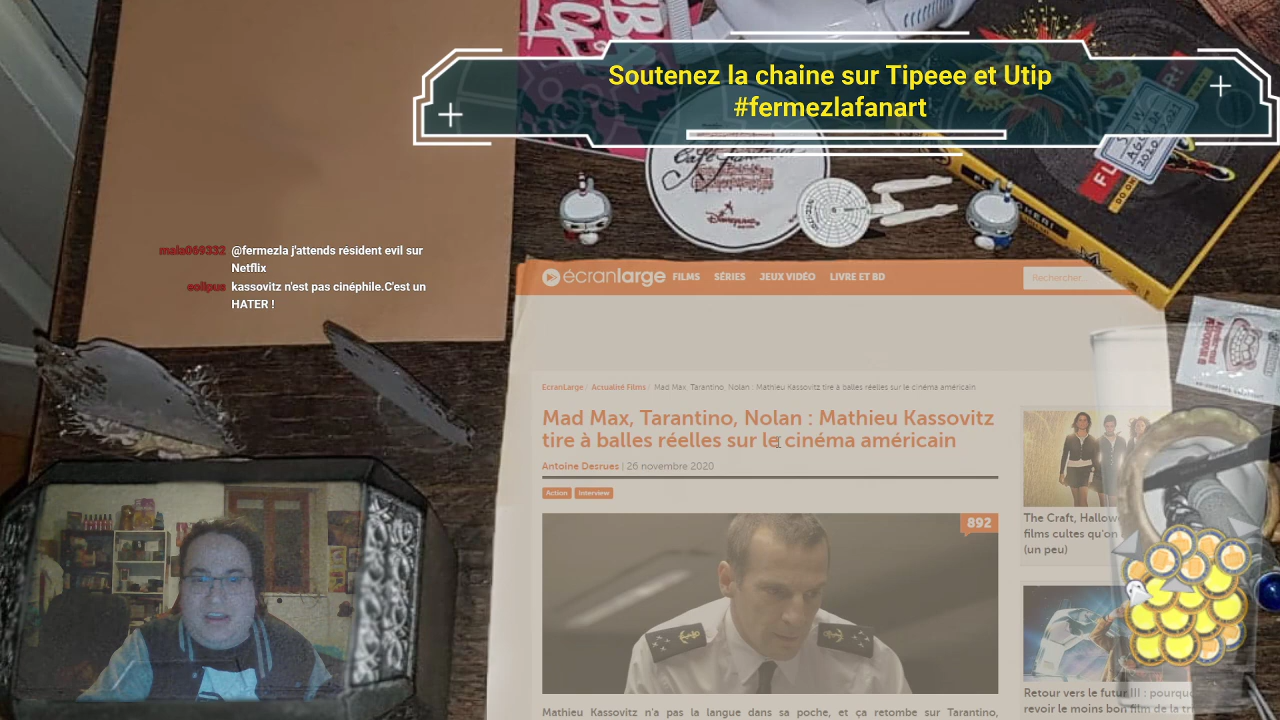 Soutenez la chaine sur Tipeee et Utip
#fermezlafanart
maia069332 @fermezla j'attends résident evil sur
Netflix
eolipus kassovitz n'est pas cinéphile.C'est un
HATER !
écranlarge FILMS SÉRIES JEUX VIDÉO LIVRE ET BD Rechercher...
EcranLarge / Actualité Films / Mad Max, Tarantino, Nolan : Mathieu Kassovitz tire à balles réelles sur le cinéma américain
Mad Max, Tarantino, Nolan : Mathieu Kassovitz
tire à balles réelles sur le cinéma américain
Antoine Desrues | 26 novembre 2020
Action Interview
892
The Craft, Hallow
films cultes qu'on
(un peu)
Retour vers le futur III : pourquo
revoir le moins bon film de la tri
Mathieu Kassovitz n'a pas la langue dans sa poche, et ça retombe sur Tarantino,